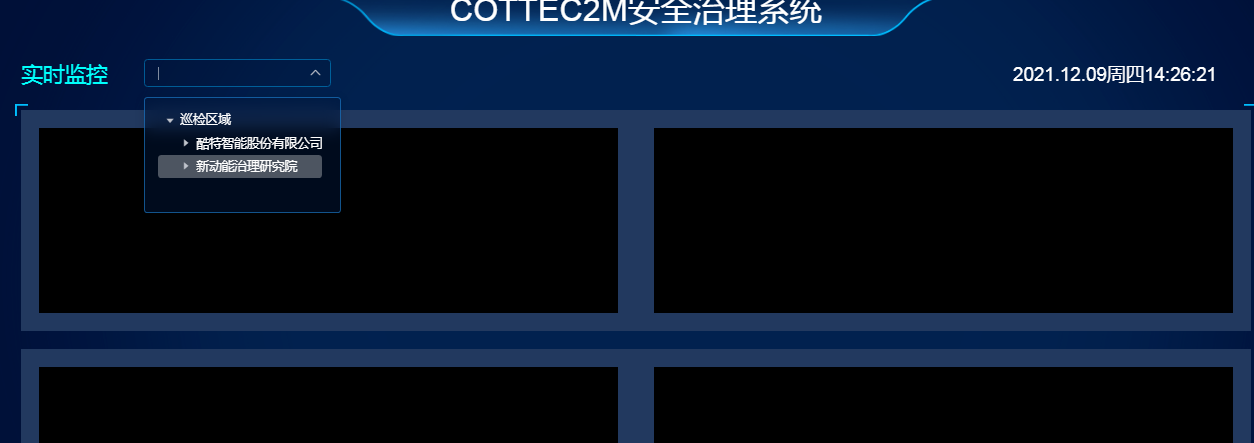 COTTEC2M安全治理系统
实时监控
2021.12.09周四14:26:21
巡检区域
酷特智能股份有限公司
新动能治理研究院